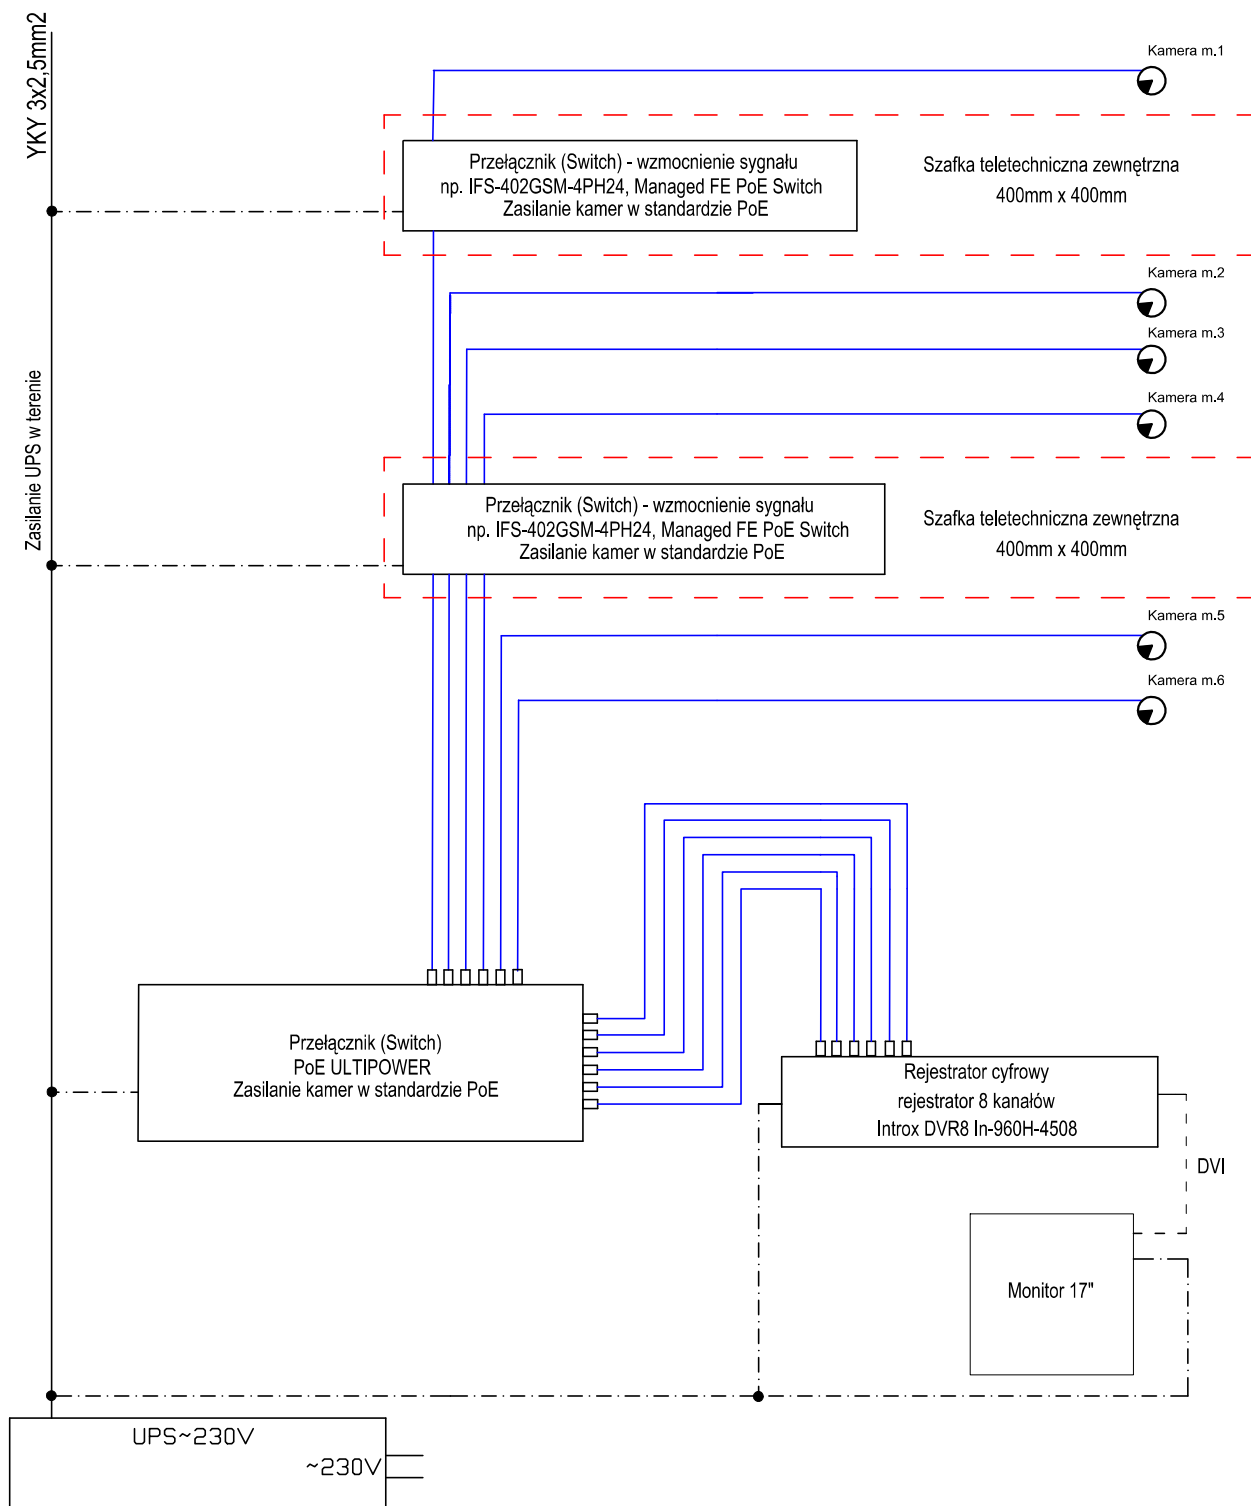 YKY 3x2,5mm2
Kamera m.1
Przełącznik (Switch) - wzmocnienie sygnału
np. IFS-402GSM-4PH24, Managed FE PoE Switch
Zasilanie kamer w standardzie PoE
Szafka teletechniczna zewnętrzna
400mm x 400mm
Kamera m.2
Kamera m.3
Kamera m.4
Zasilanie UPS w terenie
Przełącznik (Switch) - wzmocnienie sygnału
np. IFS-402GSM-4PH24, Managed FE PoE Switch
Zasilanie kamer w standardzie PoE
Szafka teletechniczna zewnętrzna
400mm x 400mm
Kamera m.5
Kamera m.6
Przełącznik (Switch)
PoE ULTIPOWER
Zasilanie kamer w standardzie PoE
Rejestrator cyfrowy
rejestrator 8 kanałów
Introx DVR8 In-960H-4508
DVI
Monitor 17"
UPS~230V
~230V